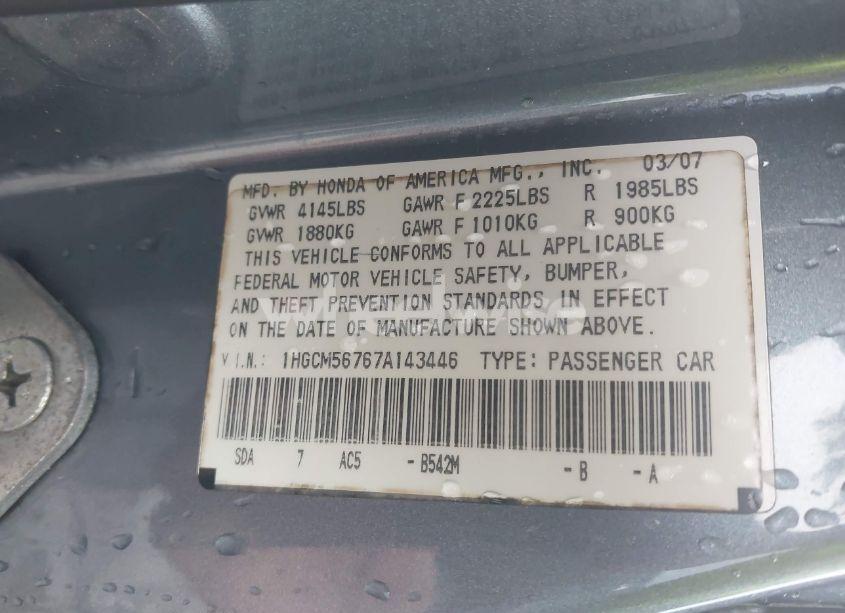 MFD. BY HONDA OF AMERICA MFG., INC. 03/07
GVWR 4145LBS GAWR F 2225LBS R 1985LBS
GVWR 1880KG GAWR F 1010KG R 900KG
THIS VEHICLE CONFORMS TO ALL APPLICABLE
FEDERAL MOTOR VEHICLE SAFETY, BUMPER,
AND THEFT PREVENTION STANDARDS IN EFFECT
ON THE DATE OF MANUFACTURE SHOWN ABOVE.
V I.N.: 1HGCM56767A143446 TYPE: PASSENGER CAR
SDA 7 AC5 - B542M - B - A